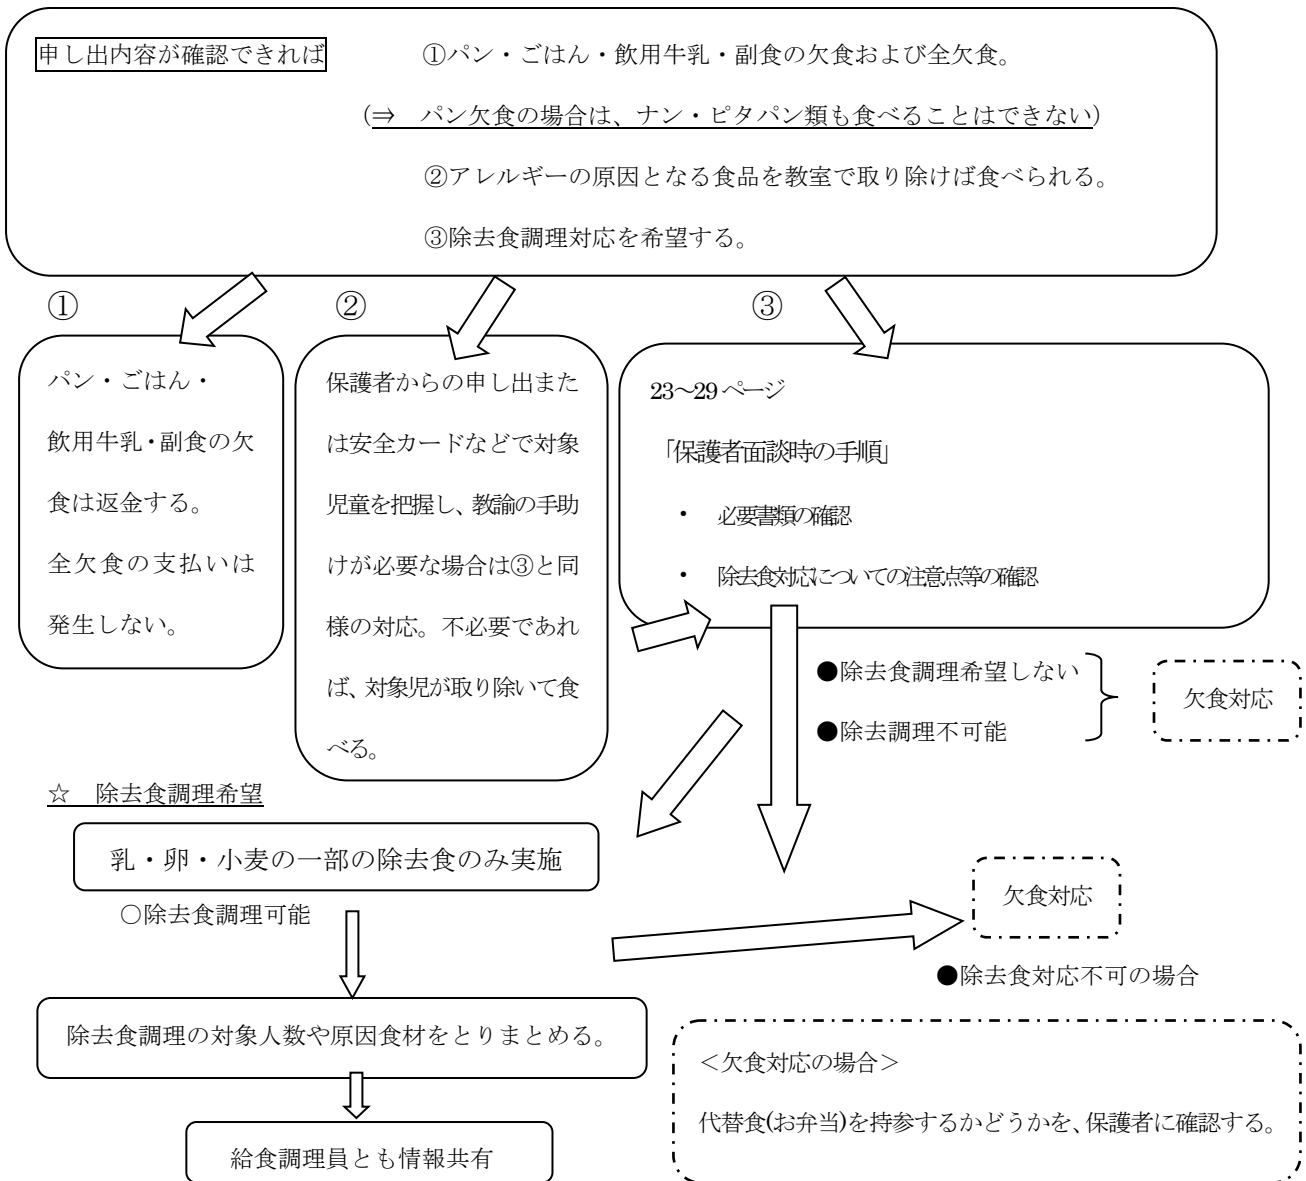 申し出内容が確認できれば　①パン・ごはん・飲用牛乳・副食の欠食および全欠食。
(⇒　パン欠食の場合は、ナン・ピタパン類も食べることはできない)
②アレルギーの原因となる食品を教室で取り除けば食べられる。
③除去食調理対応を希望する。
①
パン・ごはん・
飲用牛乳・副食の欠
食は返金する。
全欠食の支払いは
発生しない。
②
保護者からの申し出また
は安全カードなどで対象
児童を把握し、教諭の手助
けが必要な場合は③と同
様の対応。不必要であれ
ば、対象児が取り除いて食
べる。
③
23～29ページ
「保護者面談時の手順」
・　必要書類の確認
・　除去食対応についての注意点等の確認
●除去食調理希望しない
●除去調理不可能
欠食対応
☆　除去食調理希望
乳・卵・小麦の一部の除去食のみ実施
○除去食調理可能
欠食対応
●除去食対応不可の場合
除去食調理の対象人数や原因食材をとりまとめる。
給食調理員とも情報共有
＜欠食対応の場合＞
代替食(お弁当)を持参するかどうかを、保護者に確認する。